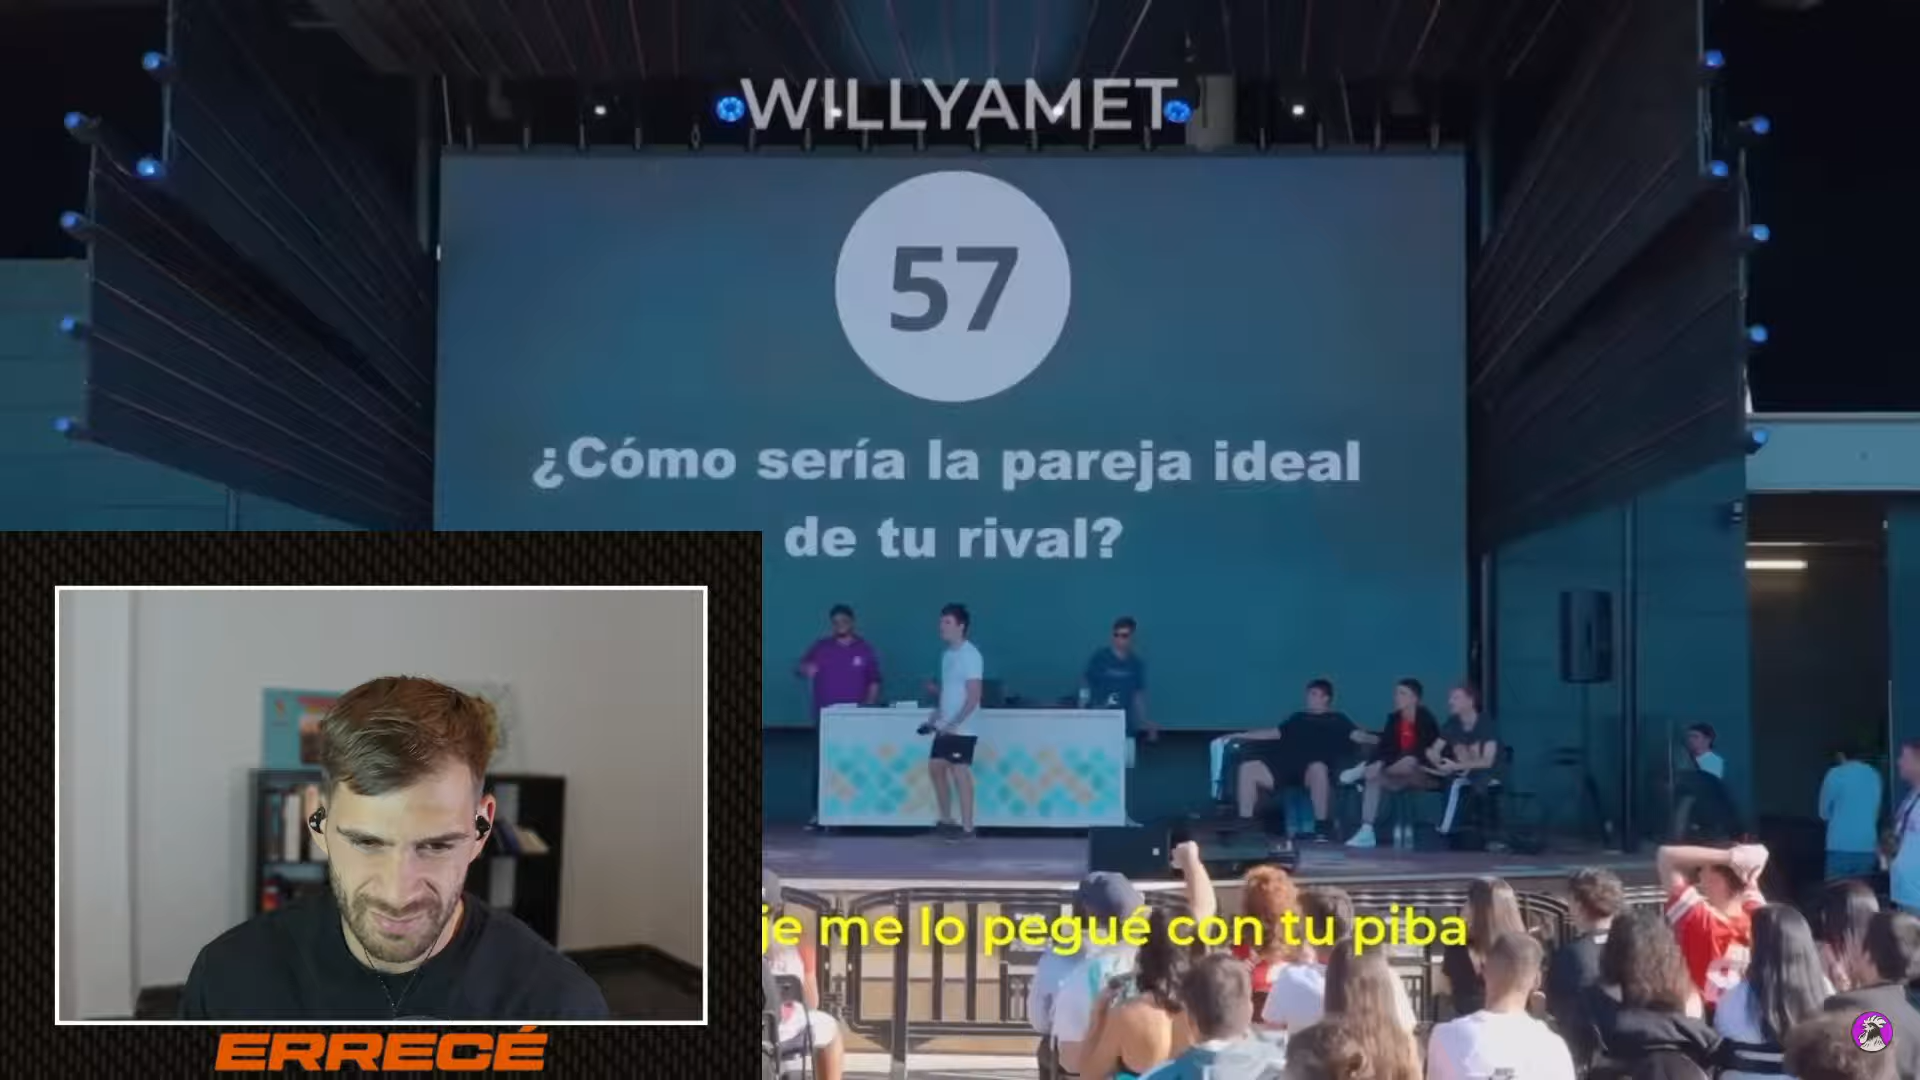 WILLYAMET
57
¿Cómo sería la pareja ideal
de tu rival?
je me lo pegué con tu piba
ERRECÉ